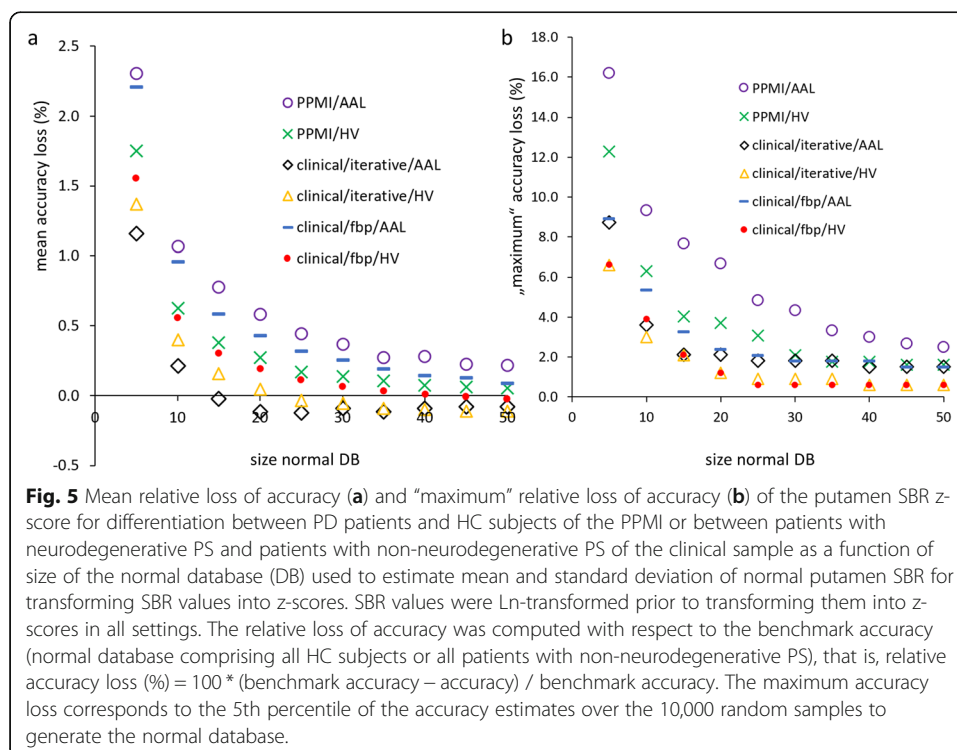 a
2.5
2.0
1.5
1.0
0.5
0.0
-0.5
mean accuracy loss (%)
0
10
20
30
40
50
size normal DB
PPMI/AAL
PPMI/HV
clinical/iterative/AAL
clinical/iterative/HV
clinical/fbp/AAL
clinical/fbp/HV
b
18.0
16.0
14.0
12.0
10.0
8.0
6.0
4.0
2.0
0.0
„maximum“ accuracy loss (%)
0
10
20
30
40
50
size normal DB
PPMI/AAL
PPMI/HV
clinical/iterative/AAL
clinical/iterative/HV
clinical/fbp/AAL
clinical/fbp/HV
Fig. 5 Mean relative loss of accuracy (a) and “maximum” relative loss of accuracy (b) of the putamen SBR z-
score for differentiation between PD patients and HC subjects of the PPMI or between patients with
neurodegenerative PS and patients with non-neurodegenerative PS of the clinical sample as a function of
size of the normal database (DB) used to estimate mean and standard deviation of normal putamen SBR for
transforming SBR values into z-scores. SBR values were Ln-transformed prior to transforming them into z-
scores in all settings. The relative loss of accuracy was computed with respect to the benchmark accuracy
(normal database comprising all HC subjects or all patients with non-neurodegenerative PS), that is, relative
accuracy loss (%) = 100 * (benchmark accuracy – accuracy) / benchmark accuracy. The maximum accuracy
loss corresponds to the 5th percentile of the accuracy estimates over the 10,000 random samples to
generate the normal database.